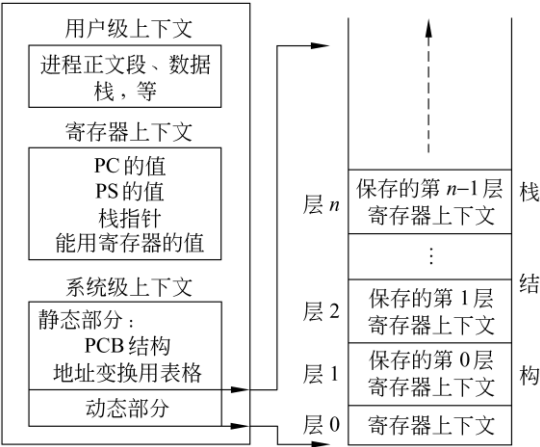 用户级上下文
进程正文段、数据
栈，等
寄存器上下文
PC的值
PS的值
栈指针
能用寄存器的值
系统级上下文
静态部分：
PCB结构
地址变换用表格
动态部分
层n
保存的第n–1层
寄存器上下文
⋮
层2
保存的第1层
寄存器上下文
层1
保存的第0层
寄存器上下文
层0
寄存器上下文
栈
结
构